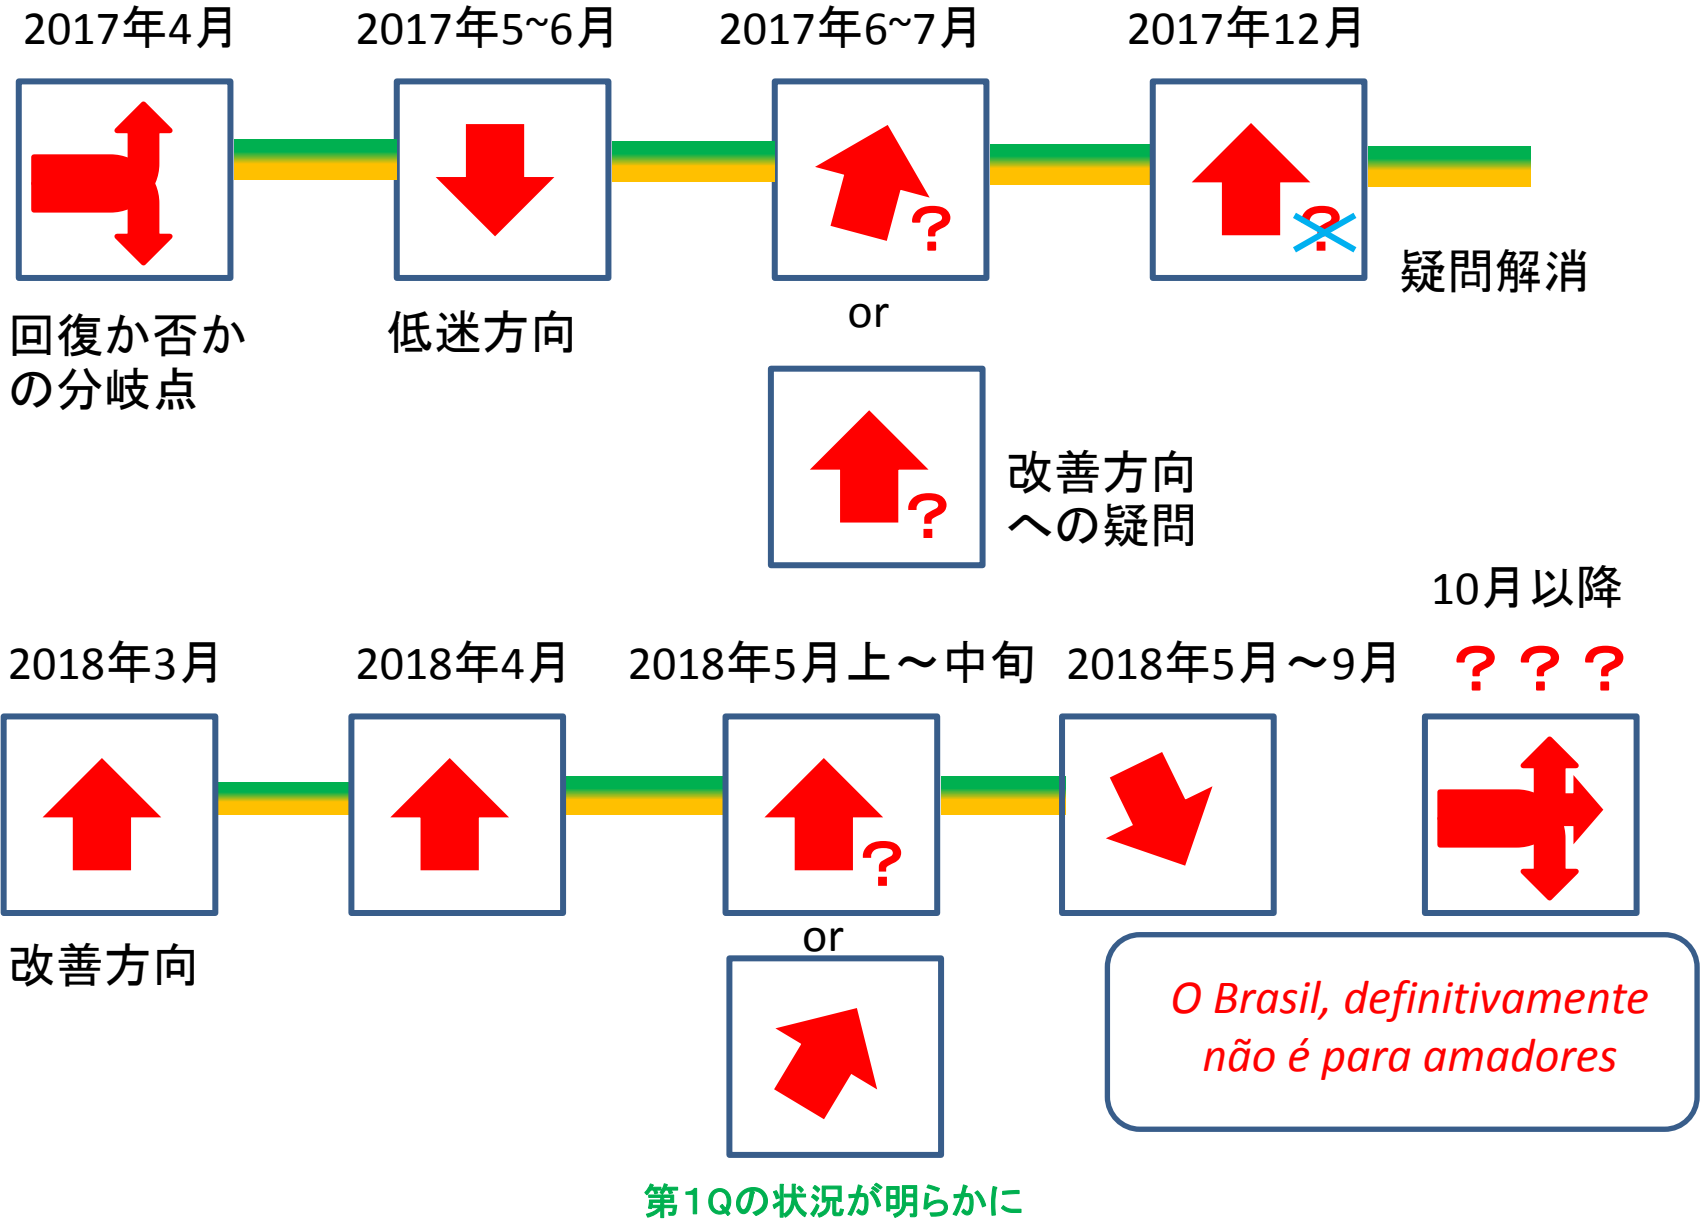 2017年4月
2017年5~6月
2017年6~7月
2017年12月
?
?
疑問解消
回復か否か
の分岐点
低迷方向
or
?
改善方向
への疑問
10月以降
2018年3月
2018年4月
2018年5月上～中旬
2018年5月～9月
? ? ?
?
改善方向
or
O Brasil, definitivamente
não é para amadores
第1Qの状況が明らかに